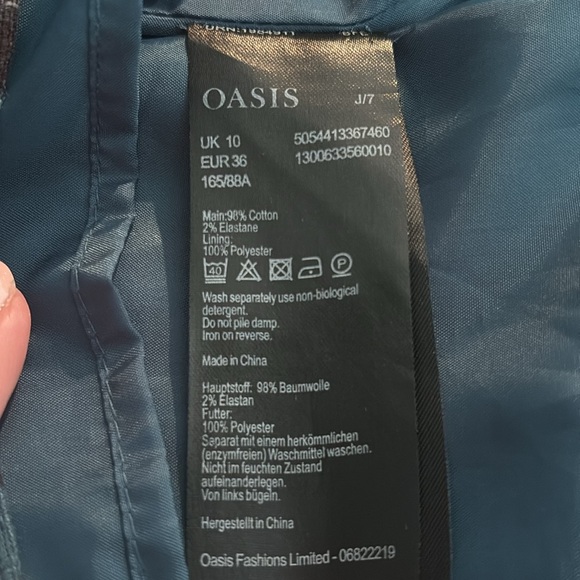 OASIS J/7
UK 10 5054413367460
EUR 36 1300633560010
165/88A
Main:98% Cotton
2% Elastane
Lining:
100% Polyester
40 P
Wash separately use non-biological
detergent.
Do not pile damp.
Iron on reverse.
Made in China
Hauptstoff: 98% Baumwolle
2% Elastan
Futter:
100% Polyester
Separat mit einem herkömmlichen
(enzymfreien) Waschmittel waschen.
Nicht im feuchten Zustand
aufeinanderlegen.
Von links bügeln.
Hergestellt in China
Oasis Fashions Limited - 06822219